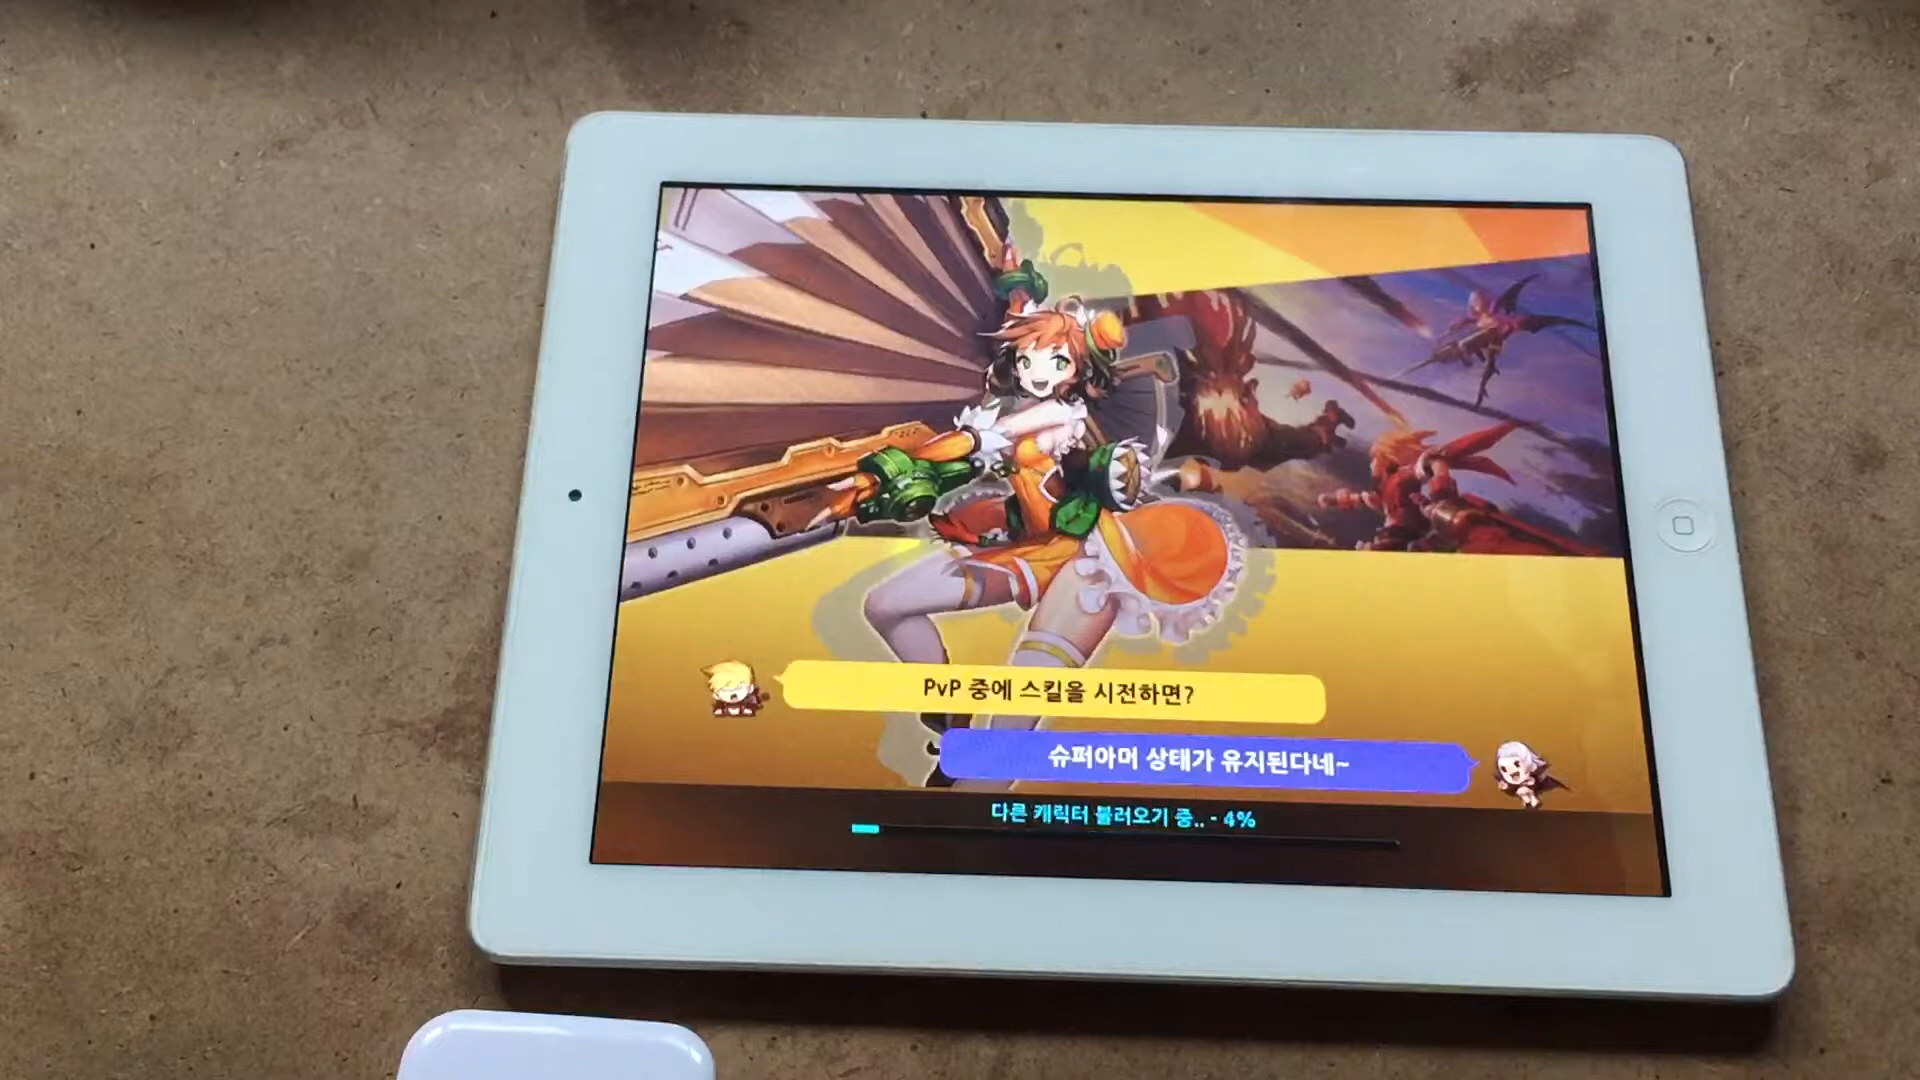 PvP 중에 스킬을 시전하면?
슈퍼아머 상태가 유지된다네~
다른 캐릭터 불러오기 중.. - 4%